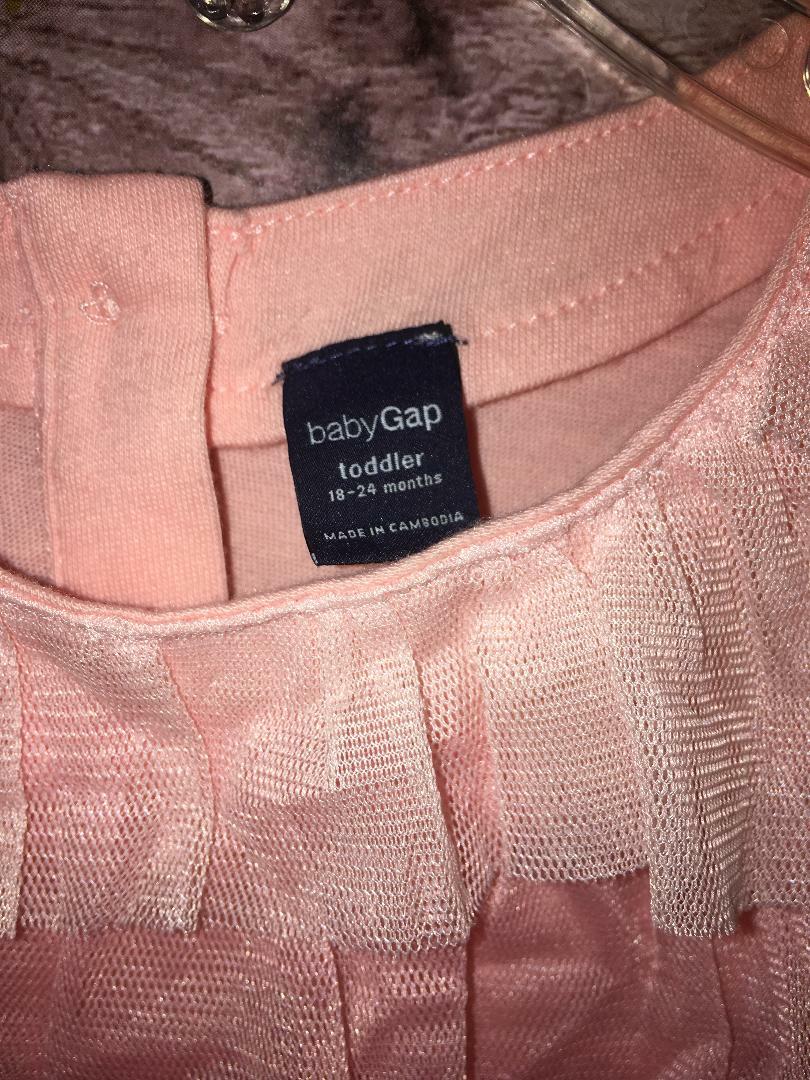 babyGap
toddler
18-24 months
MADE IN CAMBODIA